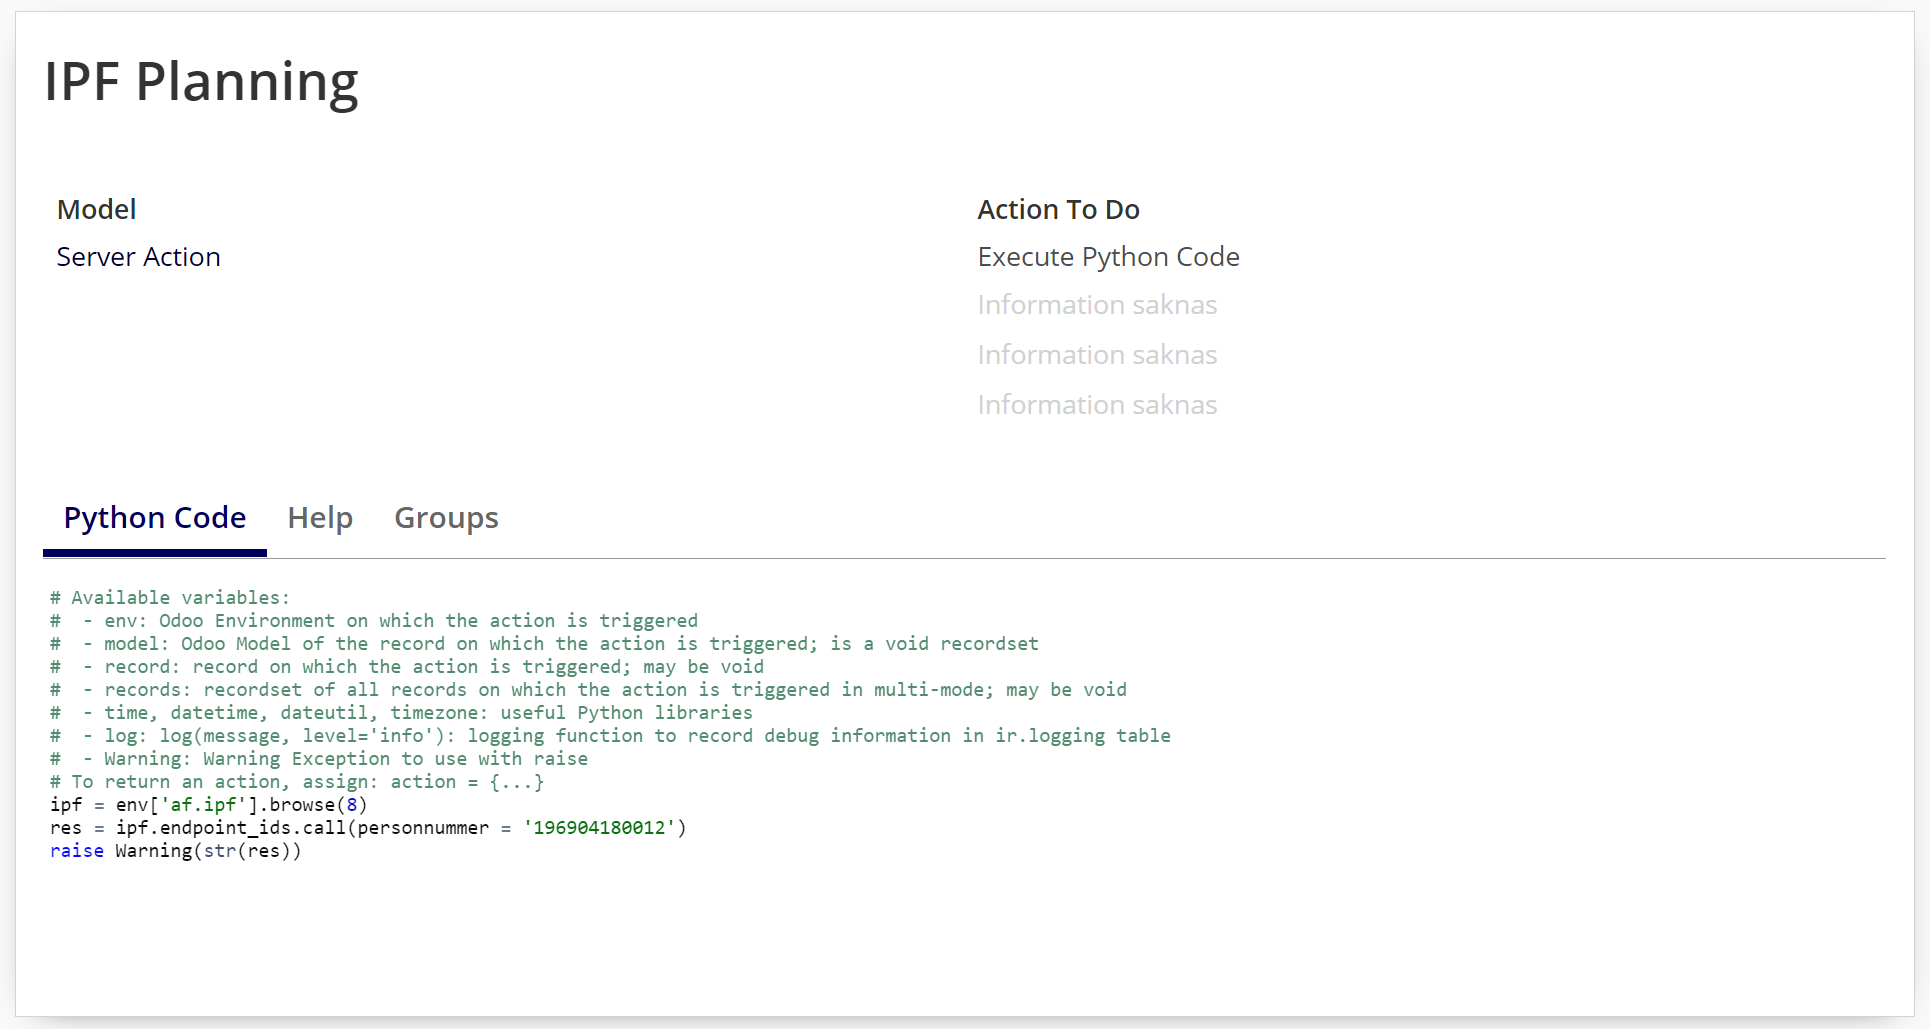 IPF Planning
Model
Server Action
Action To Do
Execute Python Code
Information saknas
Information saknas
Information saknas
Python Code Help Groups
# Available variables:
#  - env: Odoo Environment on which the action is triggered
#  - model: Odoo Model of the record on which the action is triggered; is a void recordset
#  - record: record on which the action is triggered; may be void
#  - records: recordset of all records on which the action is triggered in multi-mode; may be void
#  - time, datetime, dateutil, timezone: useful Python libraries
#  - log: log(message, level='info'): logging function to record debug information in ir.logging table
#  - Warning: Warning Exception to use with raise
# To return an action, assign: action = {...}
ipf = env['af.ipf'].browse(8)
res = ipf.endpoint_ids.call(personnummer = '196904180012')
raise Warning(str(res))